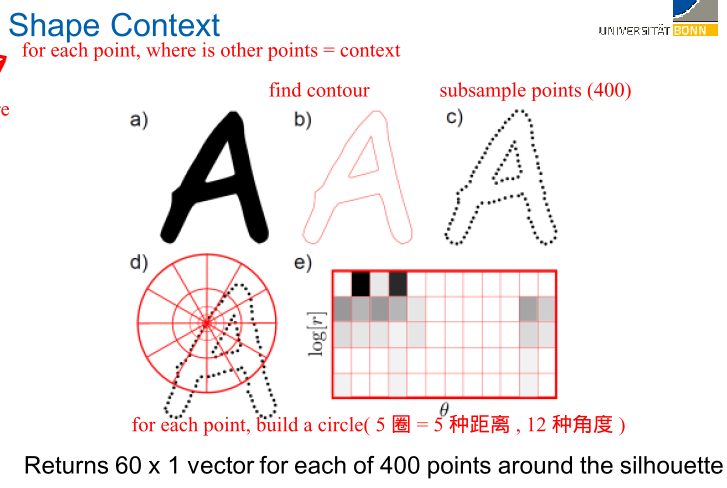 Shape Context
UNIVERSITÄT BONN
for each point, where is other points = context
re
find contour
subsample points (400)
a)
b)
c)
d)
e)
log[r]
θ
for each point, build a circle( 5 圈 = 5 种距离 , 12 种角度 )
Returns 60 x 1 vector for each of 400 points around the silhouette